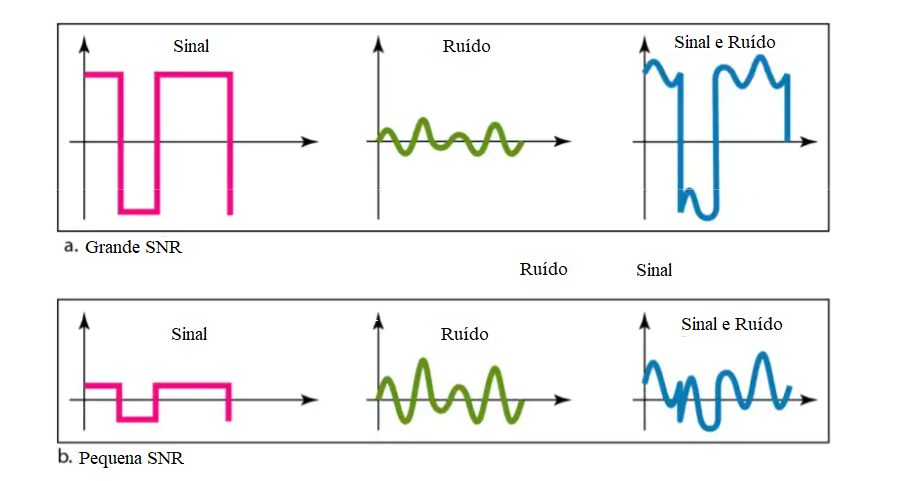 Sinal
Ruído
Sinal e Ruído
a. Grande SNR
Ruído
Sinal
Sinal
Ruído
Sinal e Ruído
b. Pequena SNR